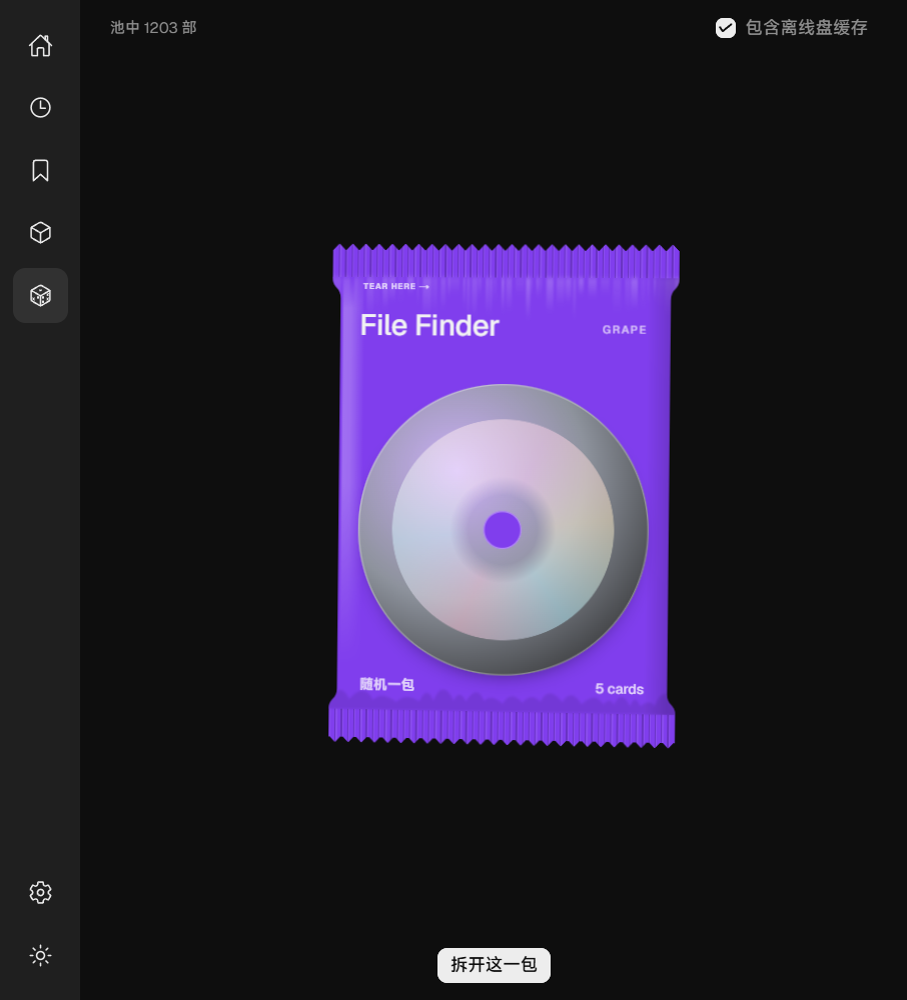 池中 1203 部
包含离线盘缓存
TEAR HERE →
File Finder
GRAPE
随机一包
5 cards
拆开这一包